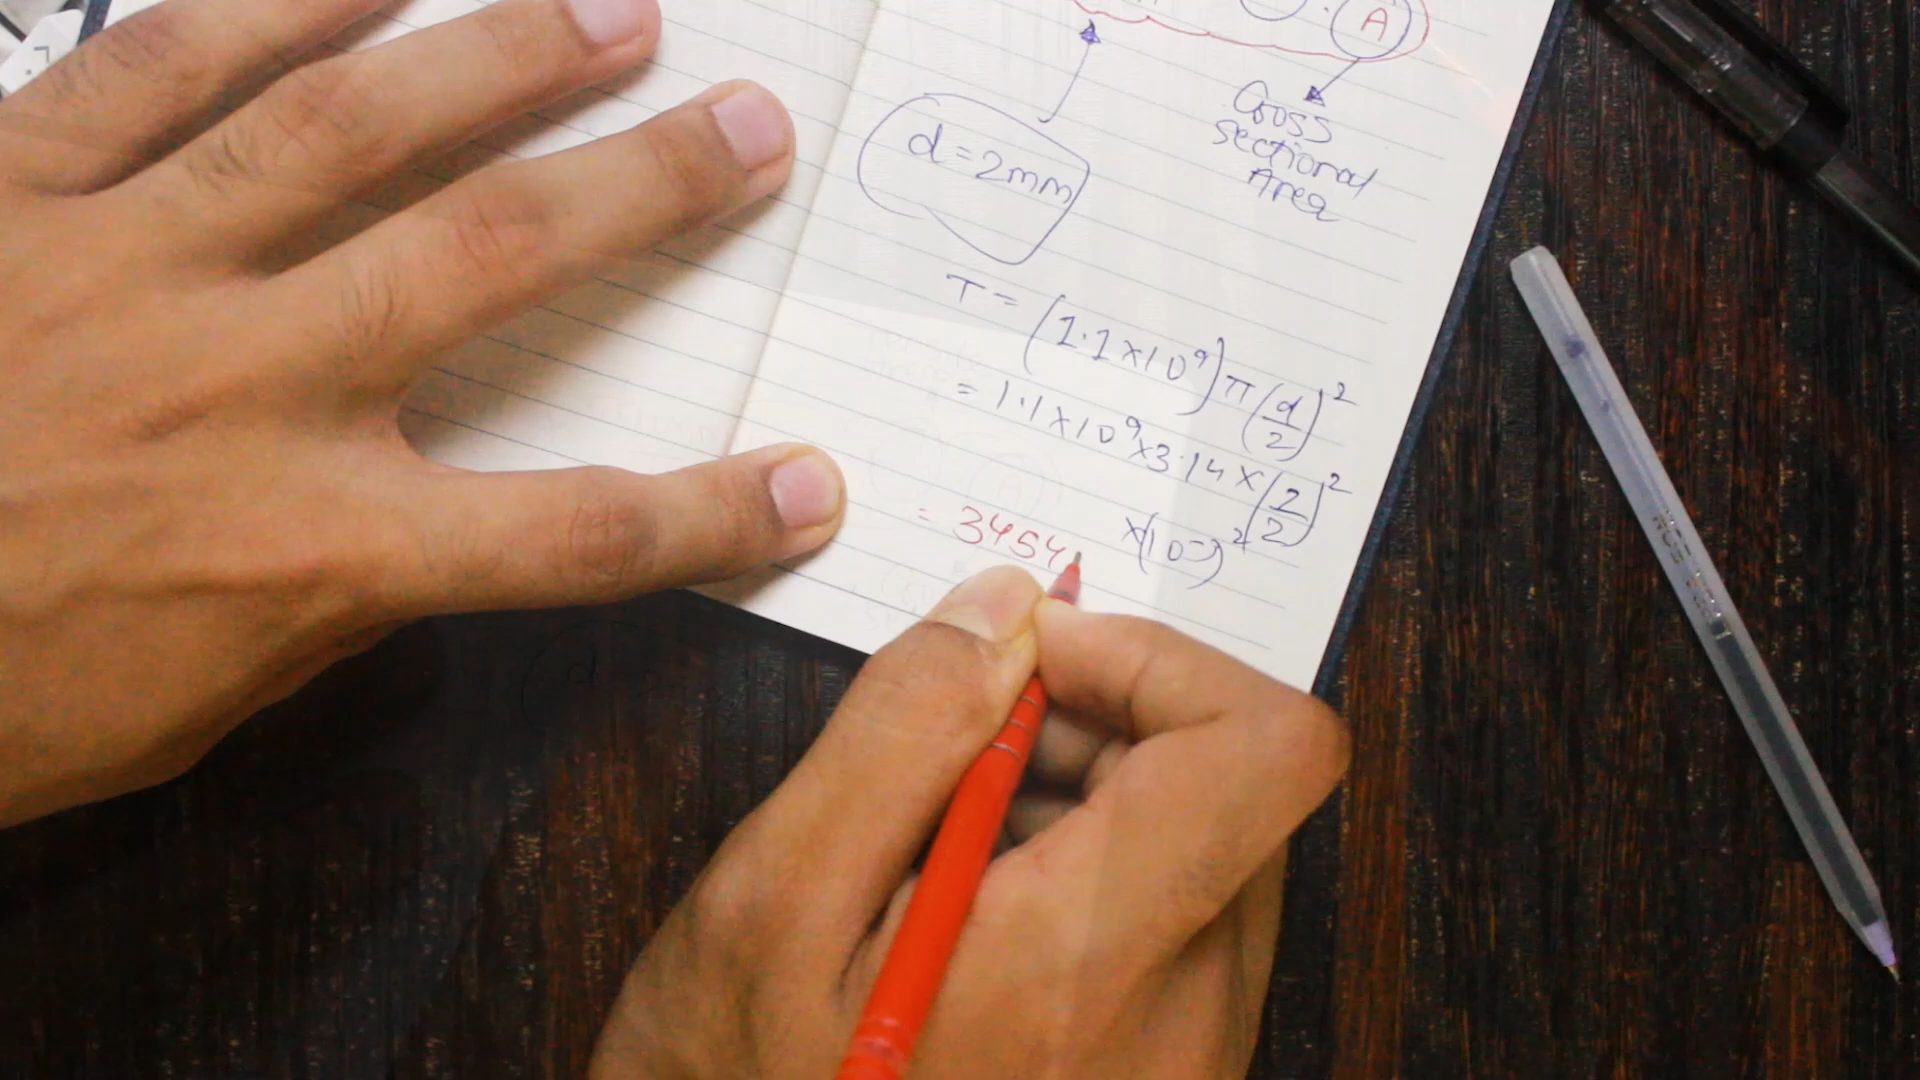 A
Cross
sectional
Area
d = 2mm
T = (1.1 × 10⁹) π (d/2)²
= 1.1 × 10⁹ × 3.14 × (2/2)²
× (10⁻³)²
= 3454